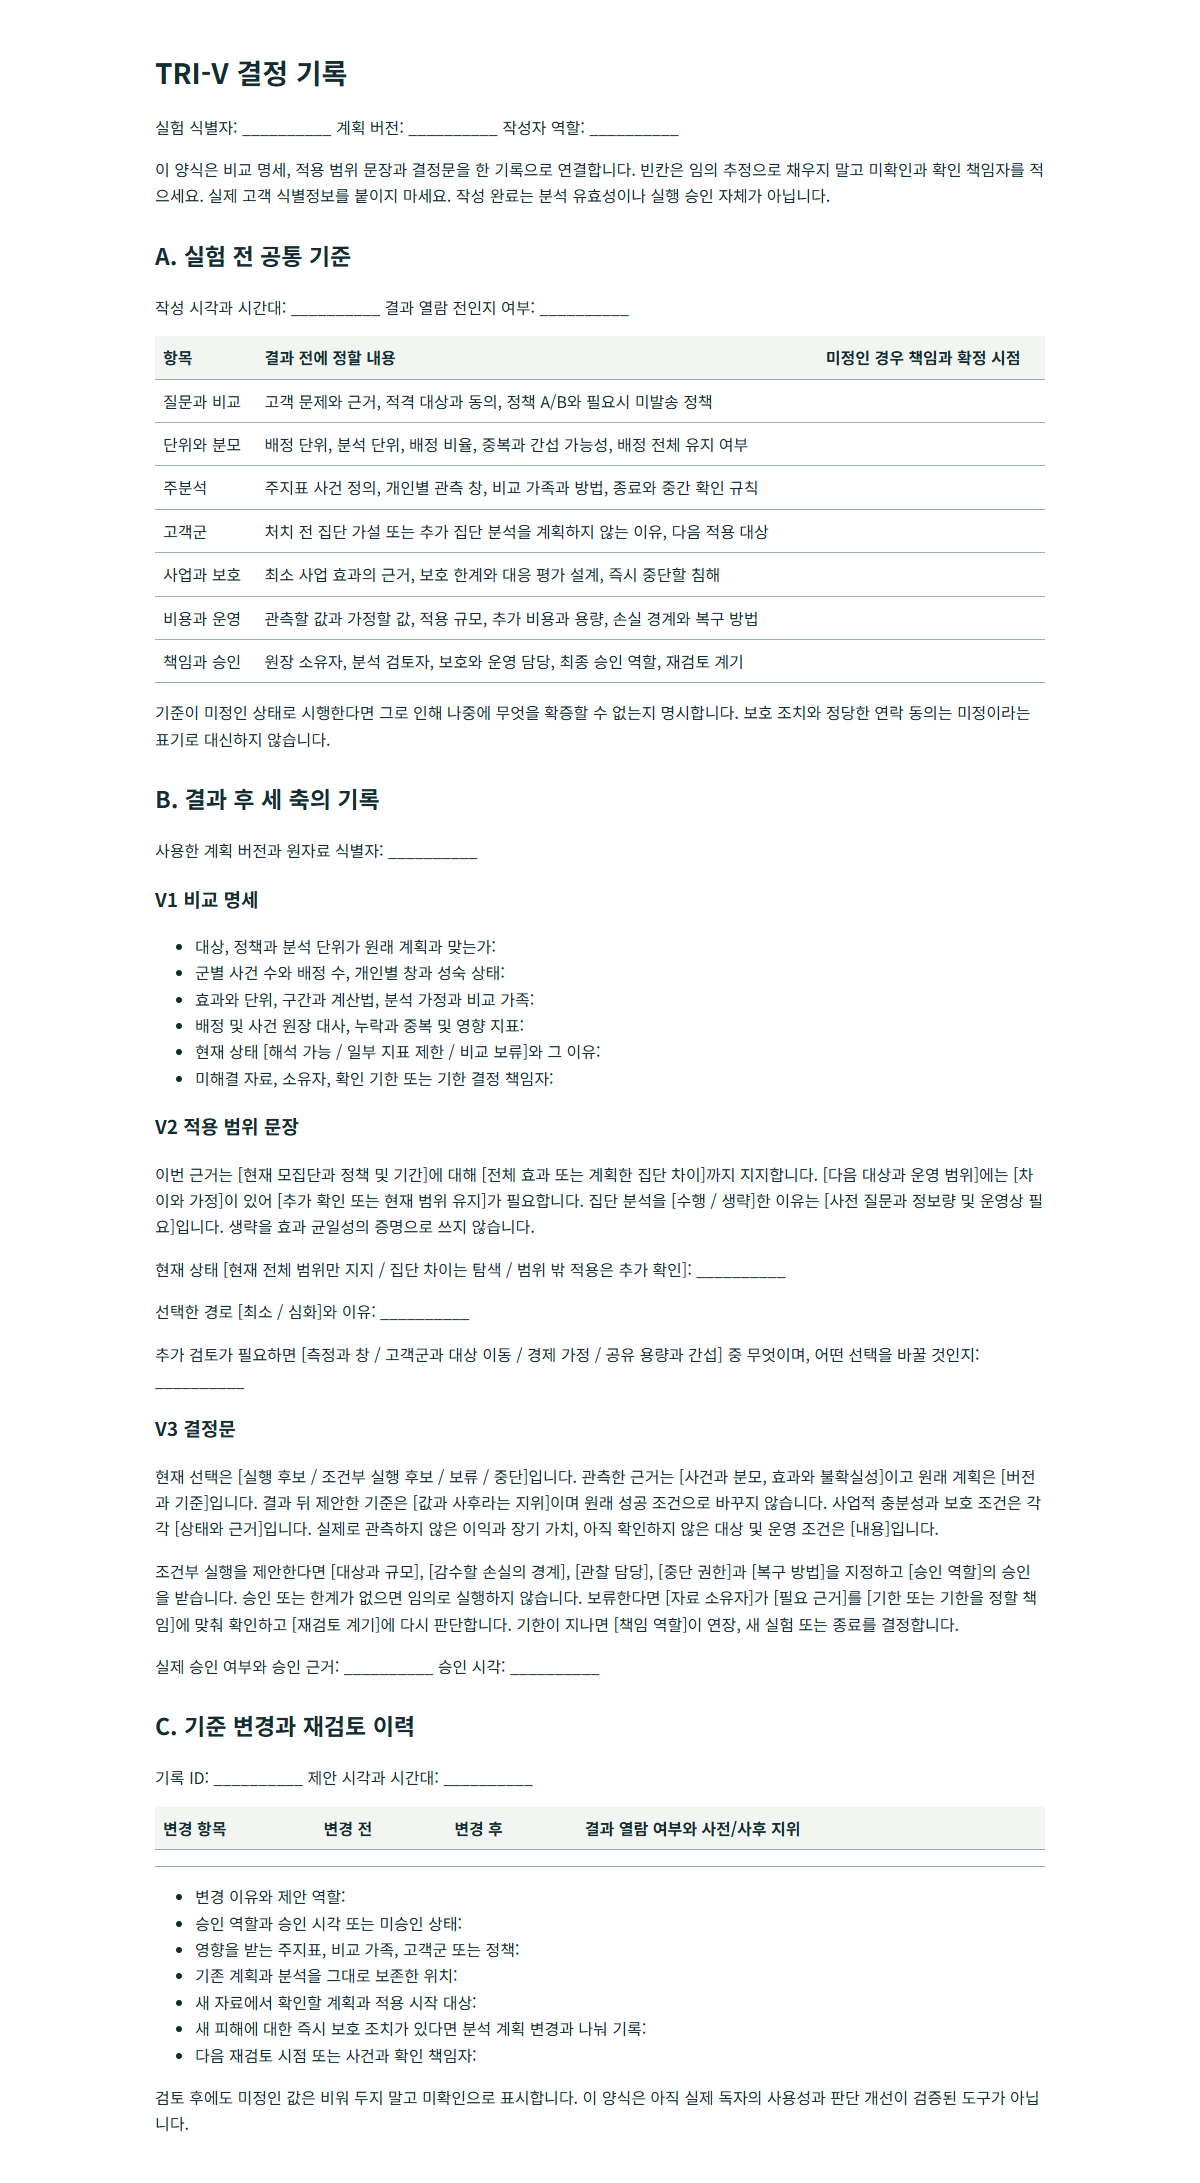 TRI-V 결정 기록
실험 식별자: __________ 계획 버전: __________ 작성자 역할: __________
이 양식은 비교 명세, 적용 범위 문장과 결정문을 한 기록으로 연결합니다. 빈칸은 임의 추정으로 채우지 말고 미확인과 확인 책임자를 적
으세요. 실제 고객 식별정보를 붙이지 마세요. 작성 완료는 분석 유효성이나 실행 승인 자체가 아닙니다.
A. 실험 전 공통 기준
작성 시각과 시간대: __________ 결과 열람 전인지 여부: __________
항목 결과 전에 정할 내용 미정인 경우 책임과 확정 시점
질문과 비교 고객 문제와 근거, 적격 대상과 동의, 정책 A/B와 필요시 미발송 정책
단위와 분모 배정 단위, 분석 단위, 배정 비율, 중복과 간섭 가능성, 배정 전체 유지 여부
주분석 주지표 사건 정의, 개인별 관측 창, 비교 가족과 방법, 종료와 중간 확인 규칙
고객군 처치 전 집단 가설 또는 추가 집단 분석을 계획하지 않는 이유, 다음 적용 대상
사업과 보호 최소 사업 효과의 근거, 보호 한계와 대응 평가 설계, 즉시 중단할 침해
비용과 운영 관측할 값과 가정할 값, 적용 규모, 추가 비용과 용량, 손실 경계와 복구 방법
책임과 승인 원장 소유자, 분석 검토자, 보호와 운영 담당, 최종 승인 역할, 재검토 계기
기준이 미정인 상태로 시행한다면 그로 인해 나중에 무엇을 확증할 수 없는지 명시합니다. 보호 조치와 정당한 연락 동의는 미정이라는
표기로 대신하지 않습니다.
B. 결과 후 세 축의 기록
사용한 계획 버전과 원자료 식별자: __________
V1 비교 명세
• 대상, 정책과 분석 단위가 원래 계획과 맞는가:
• 군별 사건 수와 배정 수, 개인별 창과 성숙 상태:
• 효과와 단위, 구간과 계산법, 분석 가정과 비교 가족:
• 배정 및 사건 원장 대사, 누락과 중복 및 영향 지표:
• 현재 상태 [해석 가능 / 일부 지표 제한 / 비교 보류]와 그 이유:
• 미해결 자료, 소유자, 확인 기한 또는 기한 결정 책임자:
V2 적용 범위 문장
이번 근거는 [현재 모집단과 정책 및 기간]에 대해 [전체 효과 또는 계획한 집단 차이]까지 지지합니다. [다음 대상과 운영 범위]에는 [차
이와 가정]이 있어 [추가 확인 또는 현재 범위 유지]가 필요합니다. 집단 분석을 [수행 / 생략]한 이유는 [사전 질문과 정보량 및 운영상 필
요]입니다. 생략을 효과 균일성의 증명으로 쓰지 않습니다.
현재 상태 [현재 전체 범위만 지지 / 집단 차이는 탐색 / 범위 밖 적용은 추가 확인]: __________
선택한 경로 [최소 / 심화]와 이유: __________
추가 검토가 필요하면 [측정과 창 / 고객군과 대상 이동 / 경제 가정 / 공유 용량과 간섭] 중 무엇이며, 어떤 선택을 바꿀 것인지:
__________
V3 결정문
현재 선택은 [실행 후보 / 조건부 실행 후보 / 보류 / 중단]입니다. 관측한 근거는 [사건과 분모, 효과와 불확실성]이고 원래 계획은 [버전
과 기준]입니다. 결과 뒤 제안한 기준은 [값과 사후라는 지위]이며 원래 성공 조건으로 바꾸지 않습니다. 사업적 충분성과 보호 조건은 각
각 [상태와 근거]입니다. 실제로 관측하지 않은 이익과 장기 가치, 아직 확인하지 않은 대상 및 운영 조건은 [내용]입니다.
조건부 실행을 제안한다면 [대상과 규모], [감수할 손실의 경계], [관찰 담당], [중단 권한]과 [복구 방법]을 지정하고 [승인 역할]의 승인
을 받습니다. 승인 또는 한계가 없으면 임의로 실행하지 않습니다. 보류한다면 [자료 소유자]가 [필요 근거]를 [기한 또는 기한을 정할 책
임]에 맞춰 확인하고 [재검토 계기]에 다시 판단합니다. 기한이 지나면 [책임 역할]이 연장, 새 실험 또는 종료를 결정합니다.
실제 승인 여부와 승인 근거: __________ 승인 시각: __________
C. 기준 변경과 재검토 이력
기록 ID: __________ 제안 시각과 시간대: __________
변경 항목 변경 전 변경 후 결과 열람 여부와 사전/사후 지위
• 변경 이유와 제안 역할:
• 승인 역할과 승인 시각 또는 미승인 상태:
• 영향을 받는 주지표, 비교 가족, 고객군 또는 정책:
• 기존 계획과 분석을 그대로 보존한 위치:
• 새 자료에서 확인할 계획과 적용 시작 대상:
• 새 피해에 대한 즉시 보호 조치가 있다면 분석 계획 변경과 나눠 기록:
• 다음 재검토 시점 또는 사건과 확인 책임자:
검토 후에도 미정인 값은 비워 두지 말고 미확인으로 표시합니다. 이 양식은 아직 실제 독자의 사용성과 판단 개선이 검증된 도구가 아닙
니다.